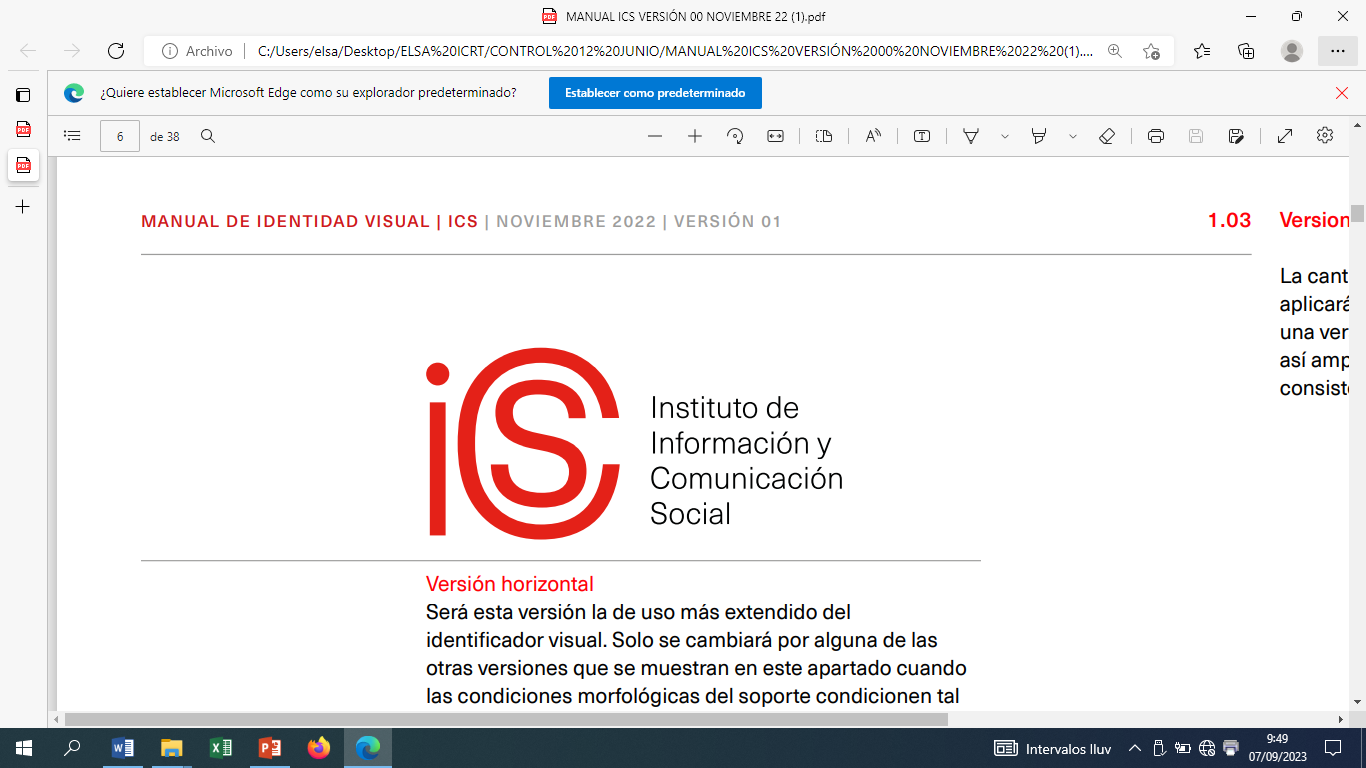 MANUAL ICS VERSIÓN 00 NOVIEMBRE 22 (1).pdf
Archivo
C:/Users/elsa/Desktop/ELSA%20ICRT/CONTROL%2012%20JUNIO/MANUAL%20ICS%20VERSIÓN%2000%20NOVIEMBRE%2022%20(1)....
¿Quiere establecer Microsoft Edge como su explorador predeterminado?
Establecer como predeterminado
6 de 38
MANUAL DE IDENTIDAD VISUAL | ICS | NOVIEMBRE 2022 | VERSIÓN 01
1.03 Version
La cant
aplicará
una ver
así amp
consiste
ics
Instituto de
Información y
Comunicación
Social
Versión horizontal
Será esta versión la de uso más extendido del
identificador visual. Solo se cambiará por alguna de las
otras versiones que se muestran en este apartado cuando
las condiciones morfológicas del soporte condicionen tal
Intervalos lluv
9:49
07/09/2023